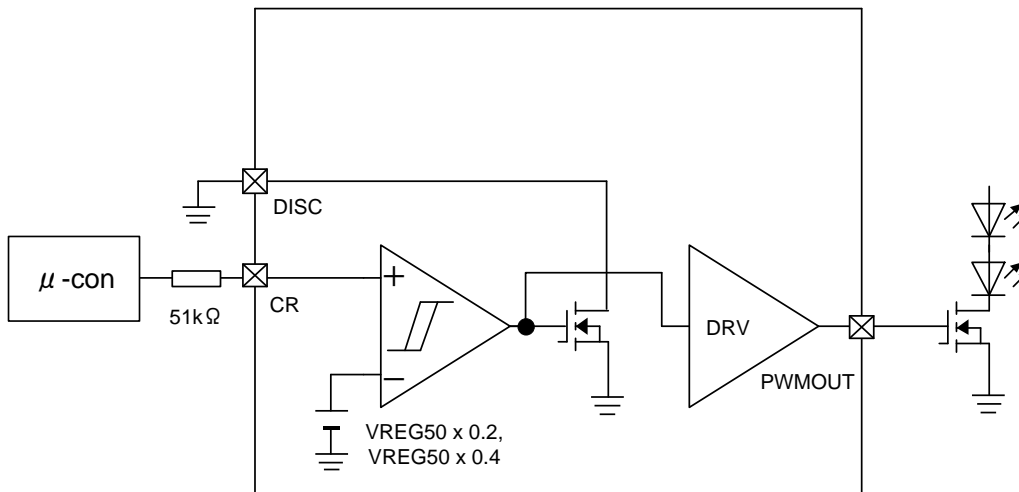 DISC
μ-con
CR
51kΩ
+
−
DRV
PWMOUT
VREG50 x 0.2,
VREG50 x 0.4